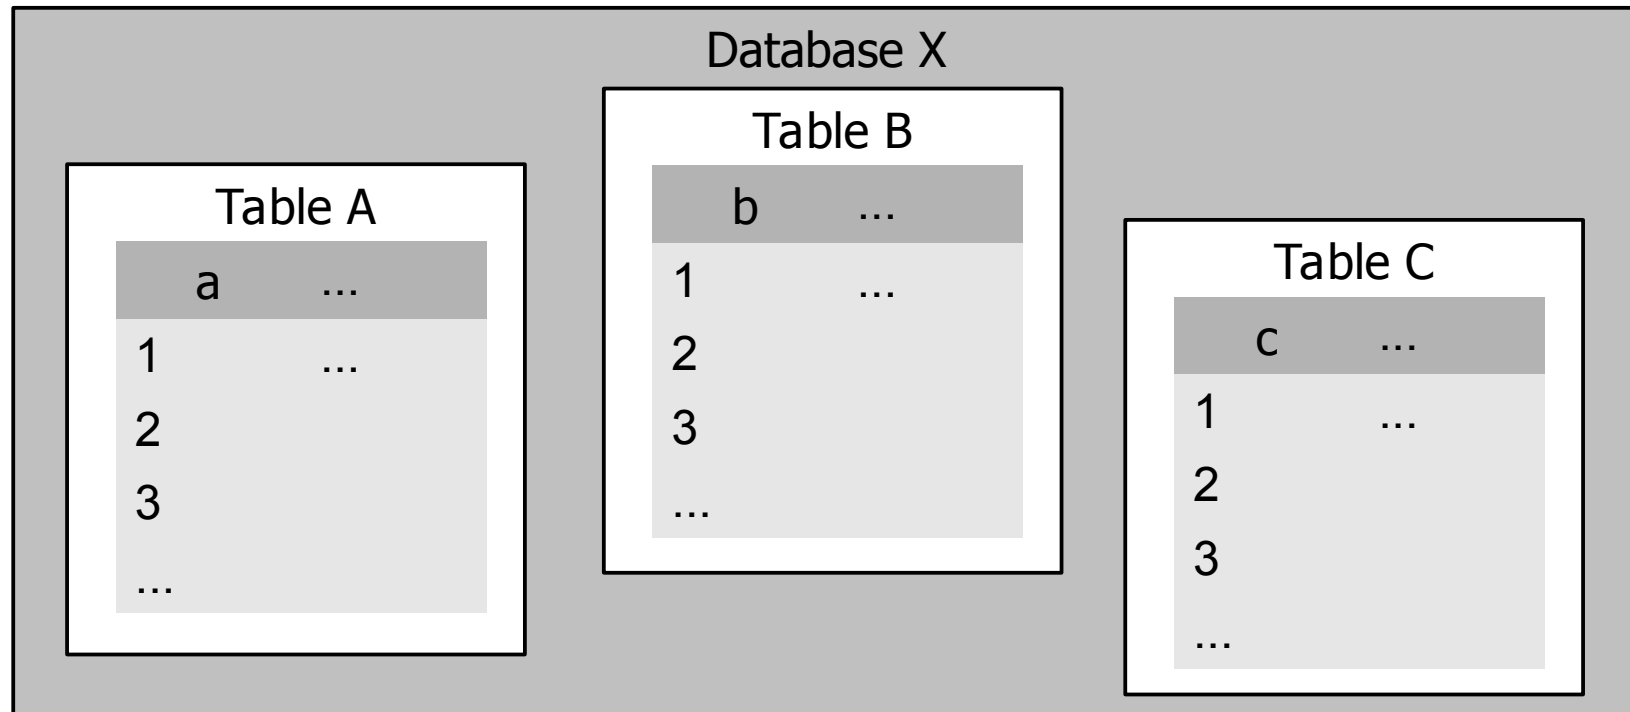 Database X
Table A
a ...
1 ...
2
3
...
Table B
b ...
1 ...
2
3
...
Table C
c ...
1 ...
2
3
...